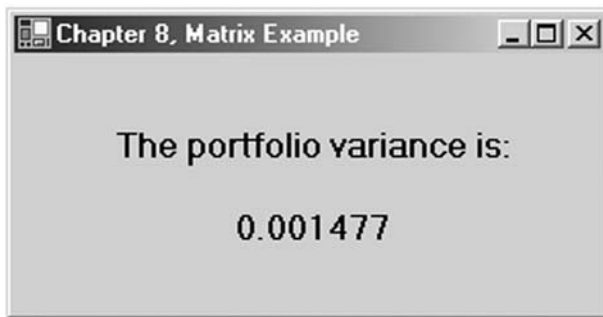 Chapter 8, Matrix Example
The portfolio variance is:
0.001477